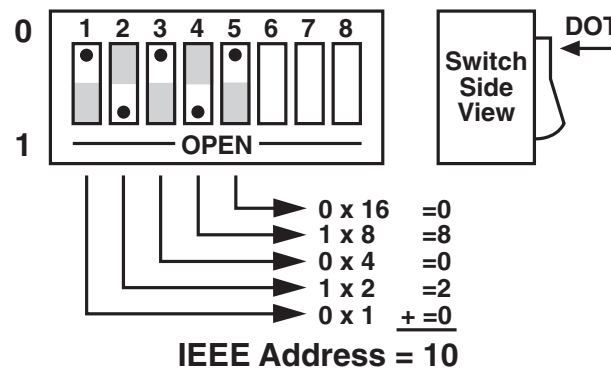 0 1 2 3 4 5 6 7 8
1 OPEN
Switch
Side
View
DOT
0 x 16 =0
1 x 8 =8
0 x 4 =0
1 x 2 =2
0 x 1 + =0
IEEE Address = 10